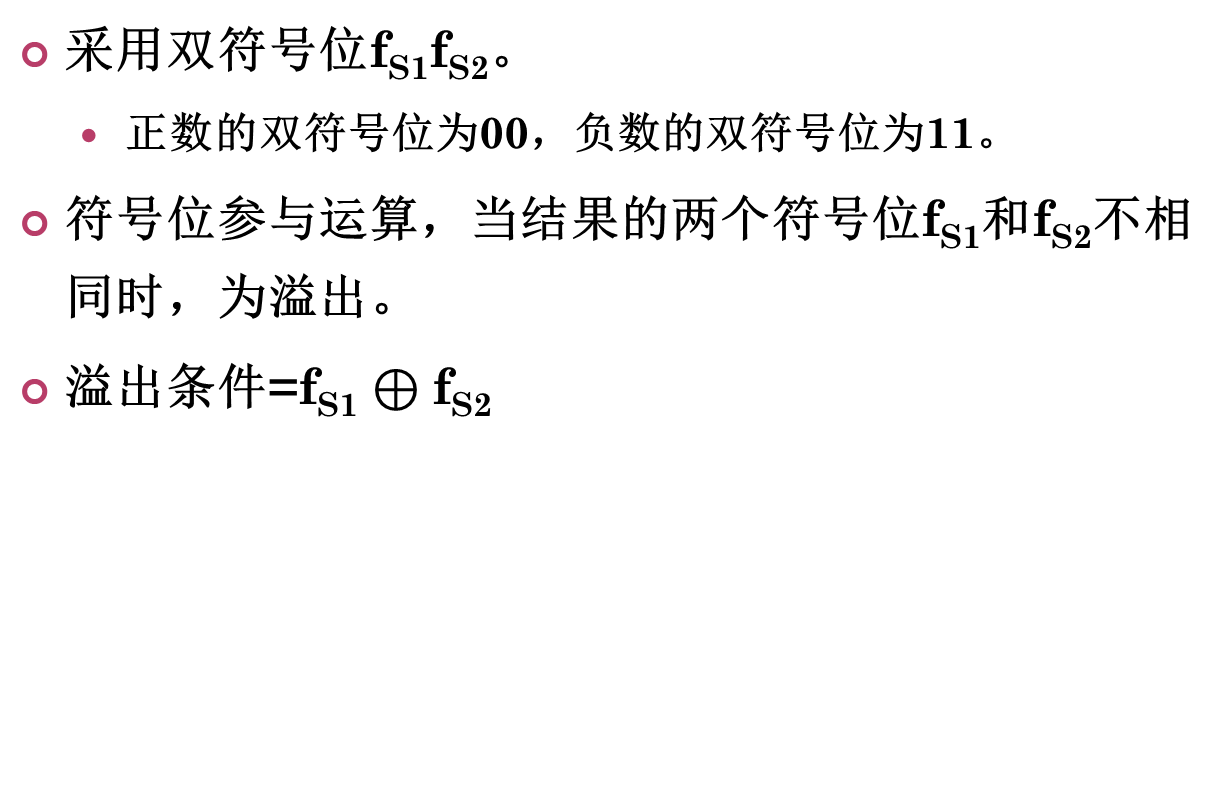 采用双符号位fS1fS2。
正数的双符号位为00，负数的双符号位为11。
符号位参与运算，当结果的两个符号位fS1和fS2不相
同时，为溢出。
溢出条件=fS1 ⊕ fS2